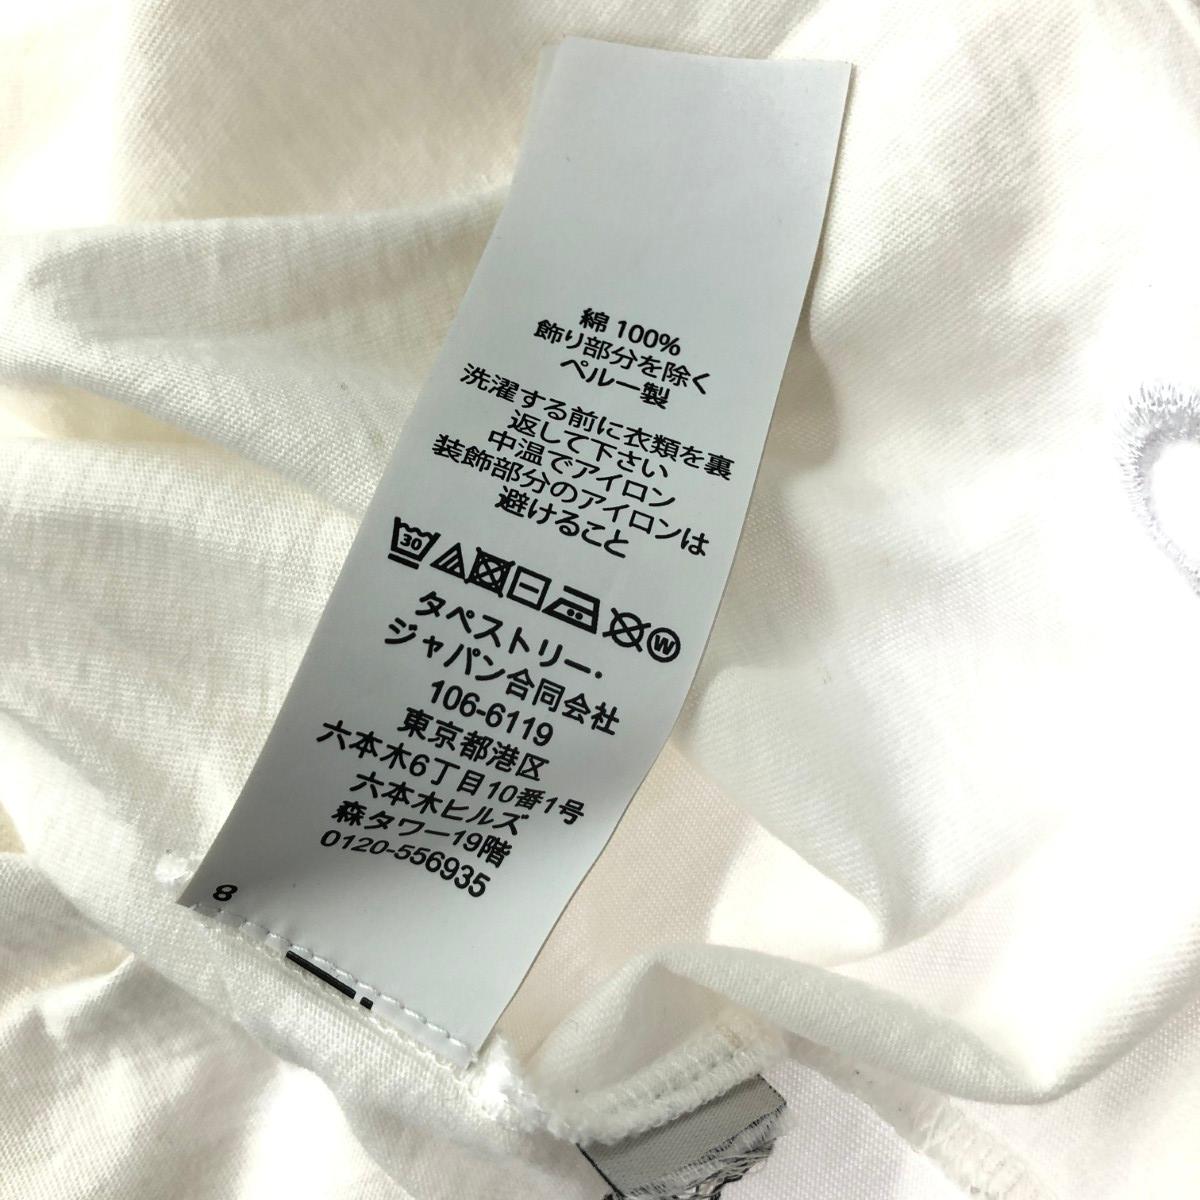 綿 100%
飾り部分を除く
ペルー製
洗濯する前に衣類を裏
返して下さい
中温でアイロン
装飾部分のアイロンは
避けること
30
W
タペストリー・
ジャパン合同会社
106-6119
東京都港区
六本木6丁目10番1号
六本木ヒルズ
森タワー19階
0120-556935
8